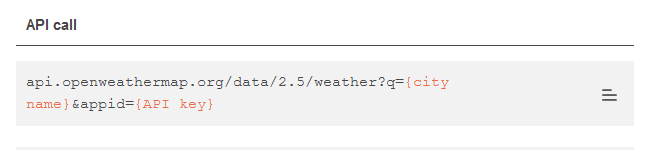 API call
api.openweathermap.org/data/2.5/weather?q={city
name}&appid={API key}